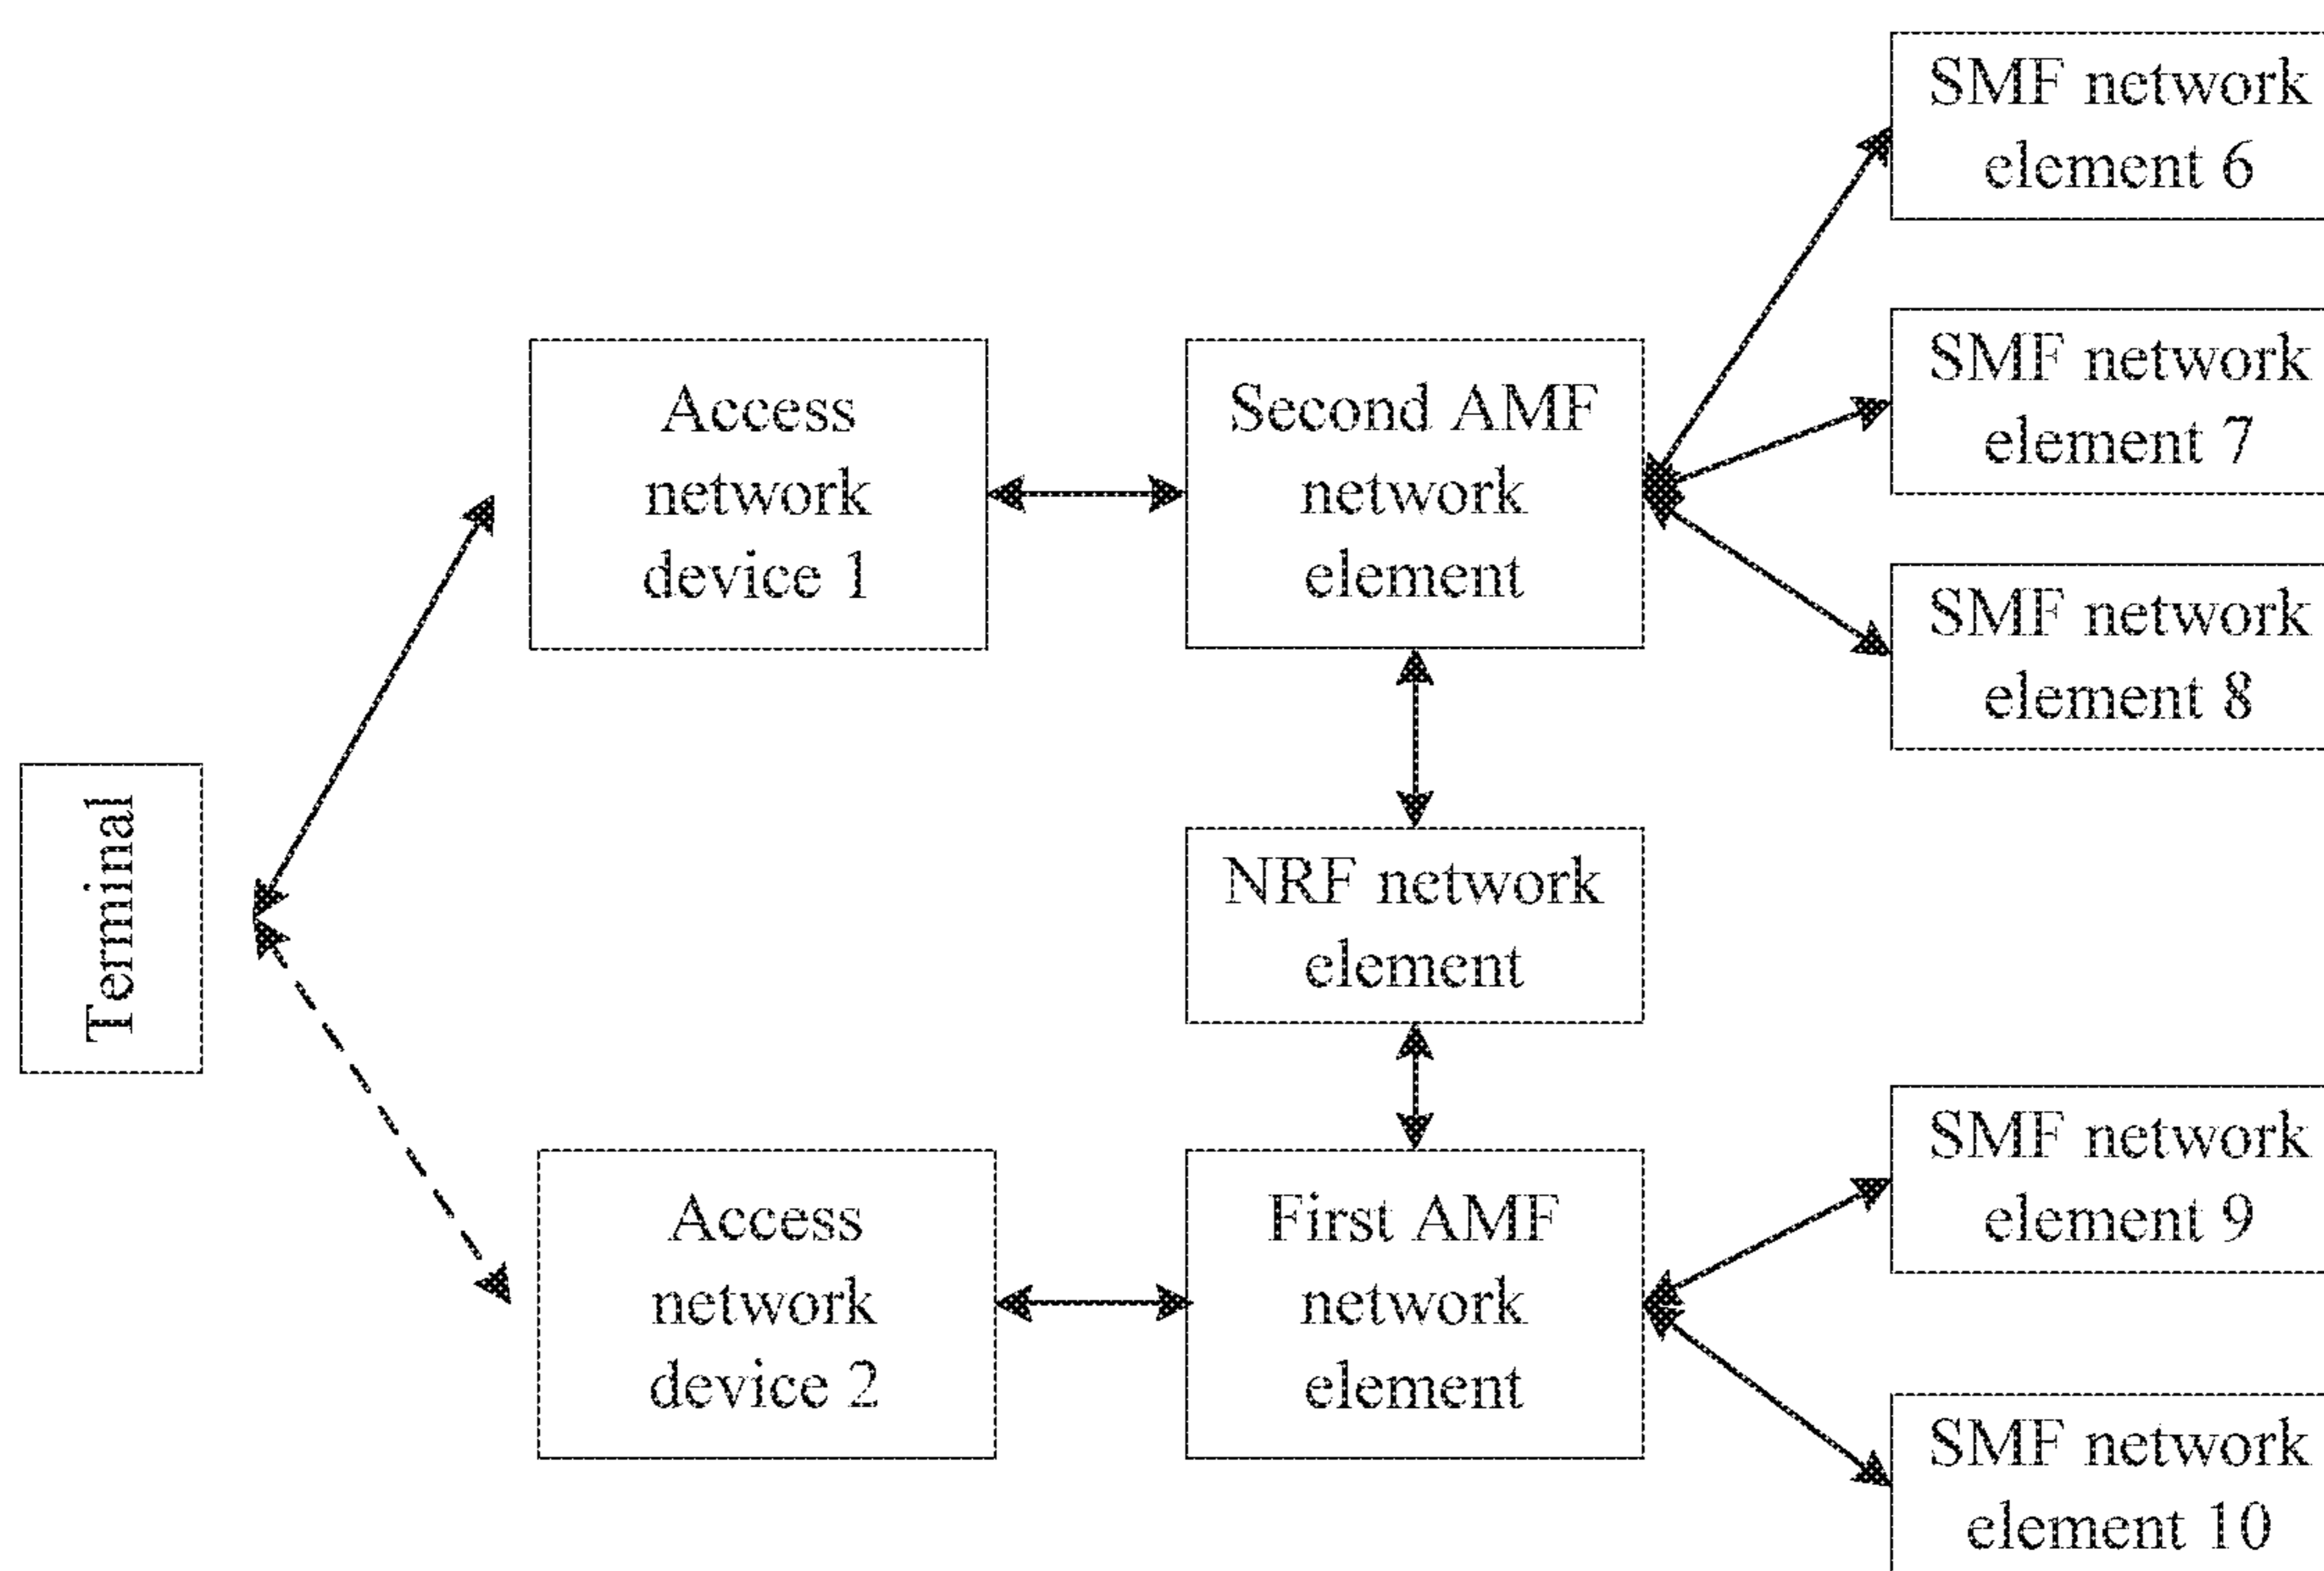 SMF network
element 6
SMF network
element 7
Access
network
device 1
Second AMF
network
element
SMF network
element 8
Terminal
NRF network
element
SMF network
element 9
Access
network
device 2
First AMF
network
element
SMF network
element 10